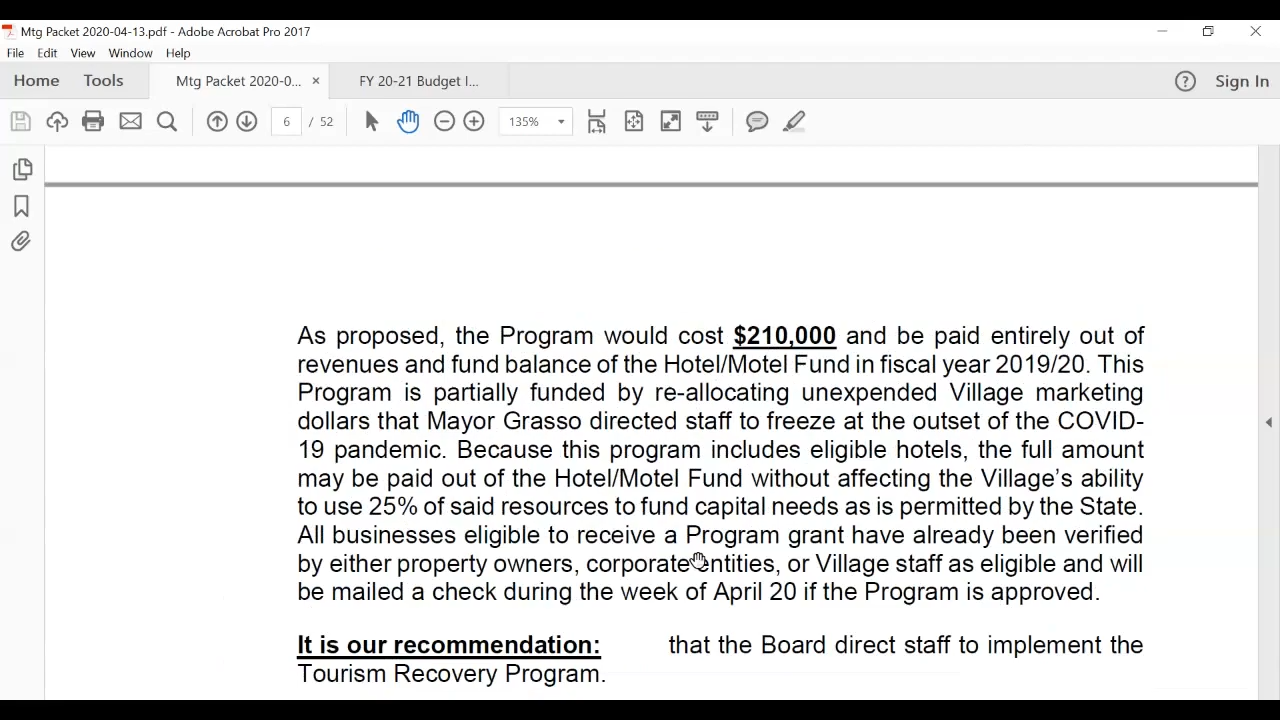 Mtg Packet 2020-04-13.pdf - Adobe Acrobat Pro 2017
File Edit View Window Help
Home Tools Mtg Packet 2020-0... × FY 20-21 Budget I... Sign In
6 / 52 135%
As proposed, the Program would cost $210,000 and be paid entirely out of
revenues and fund balance of the Hotel/Motel Fund in fiscal year 2019/20. This
Program is partially funded by re-allocating unexpended Village marketing
dollars that Mayor Grasso directed staff to freeze at the outset of the COVID-
19 pandemic. Because this program includes eligible hotels, the full amount
may be paid out of the Hotel/Motel Fund without affecting the Village's ability
to use 25% of said resources to fund capital needs as is permitted by the State.
All businesses eligible to receive a Program grant have already been verified
by either property owners, corporate entities, or Village staff as eligible and will
be mailed a check during the week of April 20 if the Program is approved.
It is our recommendation: that the Board direct staff to implement the
Tourism Recovery Program.